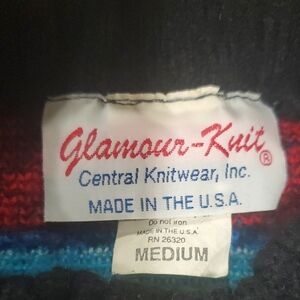 Glamour-Knit®
Central Knitwear, Inc.
MADE IN THE U.S.A.
Do not iron
MADE IN THE U.S.A.
RN 26320
MEDIUM